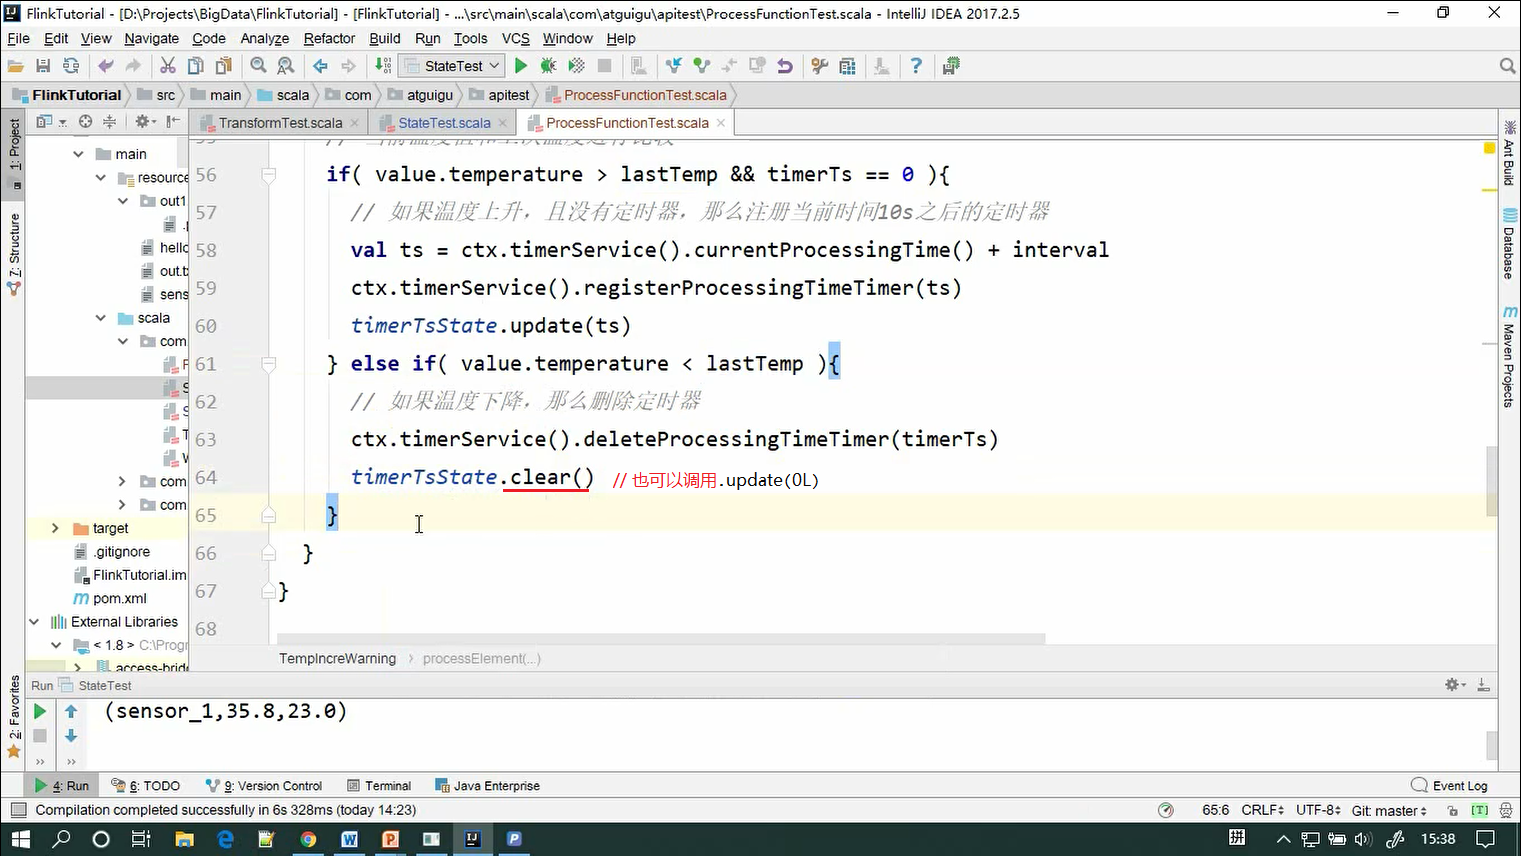 FlinkTutorial - [D:\Projects\BigData\FlinkTutorial] - [FlinkTutorial] - ...\src\main\scala\com\atguigu\apitest\ProcessFunctionTest.scala - IntelliJ IDEA 2017.2.5
File Edit View Navigate Code Analyze Refactor Build Run Tools VCS Window Help
StateTest
FlinkTutorial src main scala com atguigu apitest ProcessFunctionTest.scala
TransformTest.scala StateTest.scala ProcessFunctionTest.scala
1: Project
7: Structure
2: Favorites
main
resource
out1
hello
out.t
sens
scala
com
com
com
target
.gitignore
FlinkTutorial.im
pom.xml
External Libraries
< 1.8 > C:\Progr
access-brid
56 if( value.temperature > lastTemp && timerTs == 0 ){
57 // 如果温度上升，且没有定时器，那么注册当前时间10s之后的定时器
58 val ts = ctx.timerService().currentProcessingTime() + interval
59 ctx.timerService().registerProcessingTimeTimer(ts)
60 timerTsState.update(ts)
61 } else if( value.temperature < lastTemp ){
62 // 如果温度下降，那么删除定时器
63 ctx.timerService().deleteProcessingTimeTimer(timerTs)
64 timerTsState.clear() // 也可以调用.update(0L)
65 }
66 }
67 }
68
TempIncreWarning processElement(...)
Ant Build
Database
Maven Projects
Run StateTest
(sensor_1,35.8,23.0)
4: Run 6: TODO 9: Version Control Terminal Java Enterprise Event Log
Compilation completed successfully in 6s 328ms (today 14:23) 65:6 CRLF UTF-8 Git: master [T]
15:38